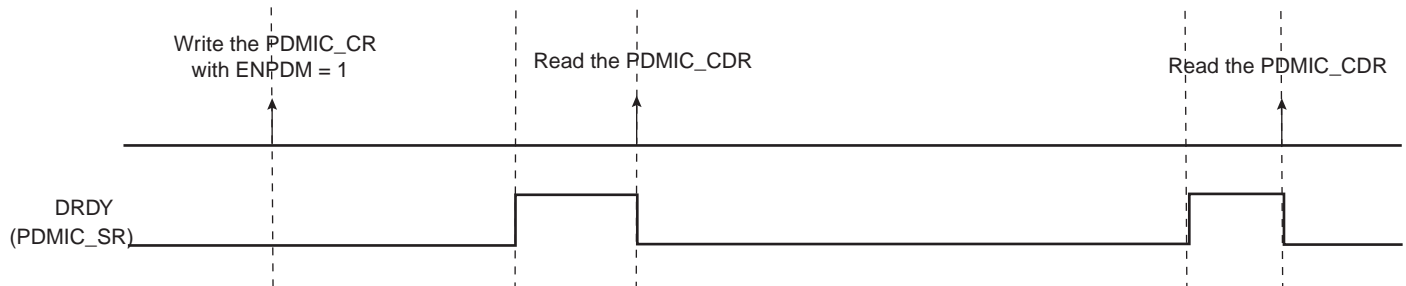 Write the PDMIC_CR
with ENPDM = 1
Read the PDMIC_CDR
Read the PDMIC_CDR
DRDY
(PDMIC_SR)